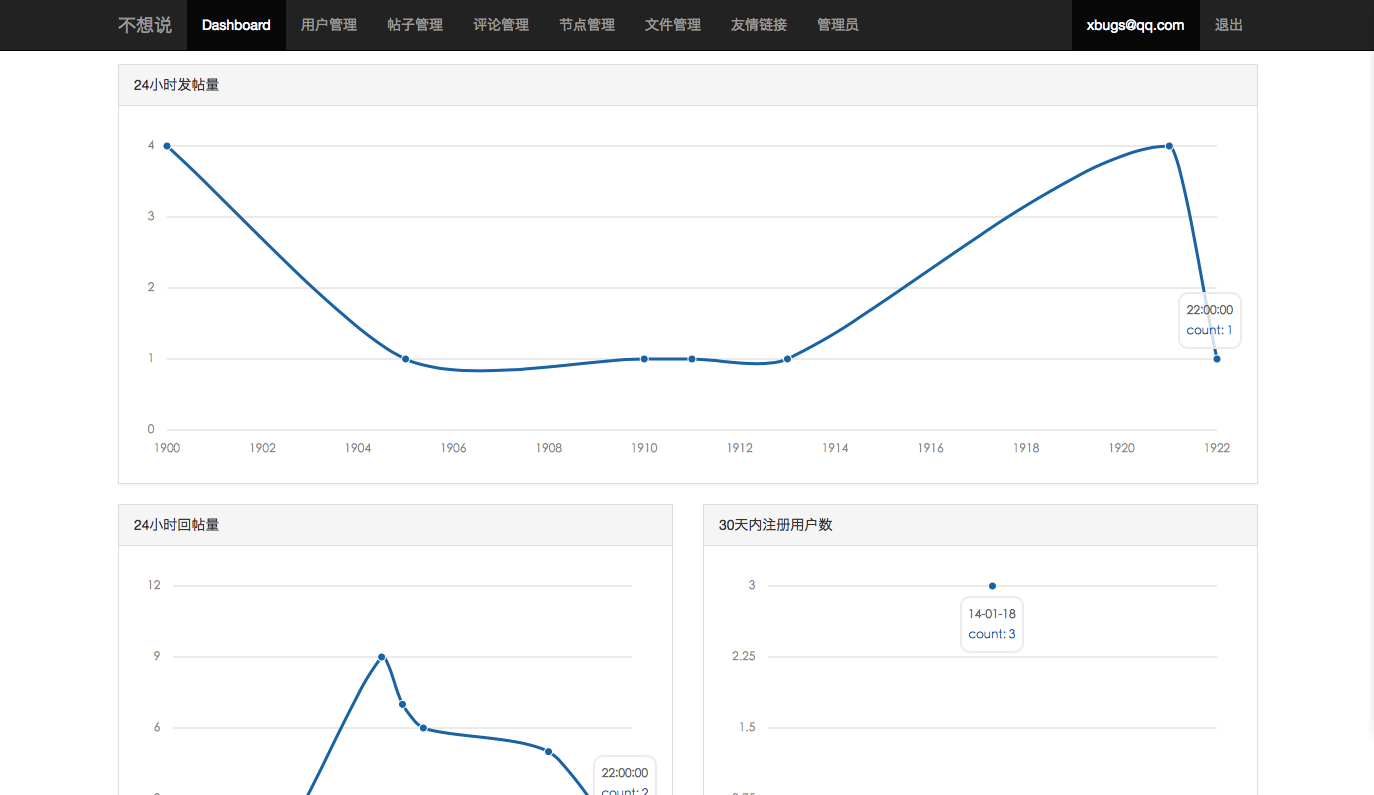 不想说 Dashboard 用户管理 帖子管理 评论管理 节点管理 文件管理 友情链接 管理员 xbugs@qq.com 退出
24小时发帖量
4
3
2
22:00:00
count: 1
1
0
1900 1902 1904 1906 1908 1910 1912 1914 1916 1918 1920 1922
24小时回帖量
12
9
6
22:00:00
count: 2
30天内注册用户数
3
14-01-18
count: 3
2.25
1.5